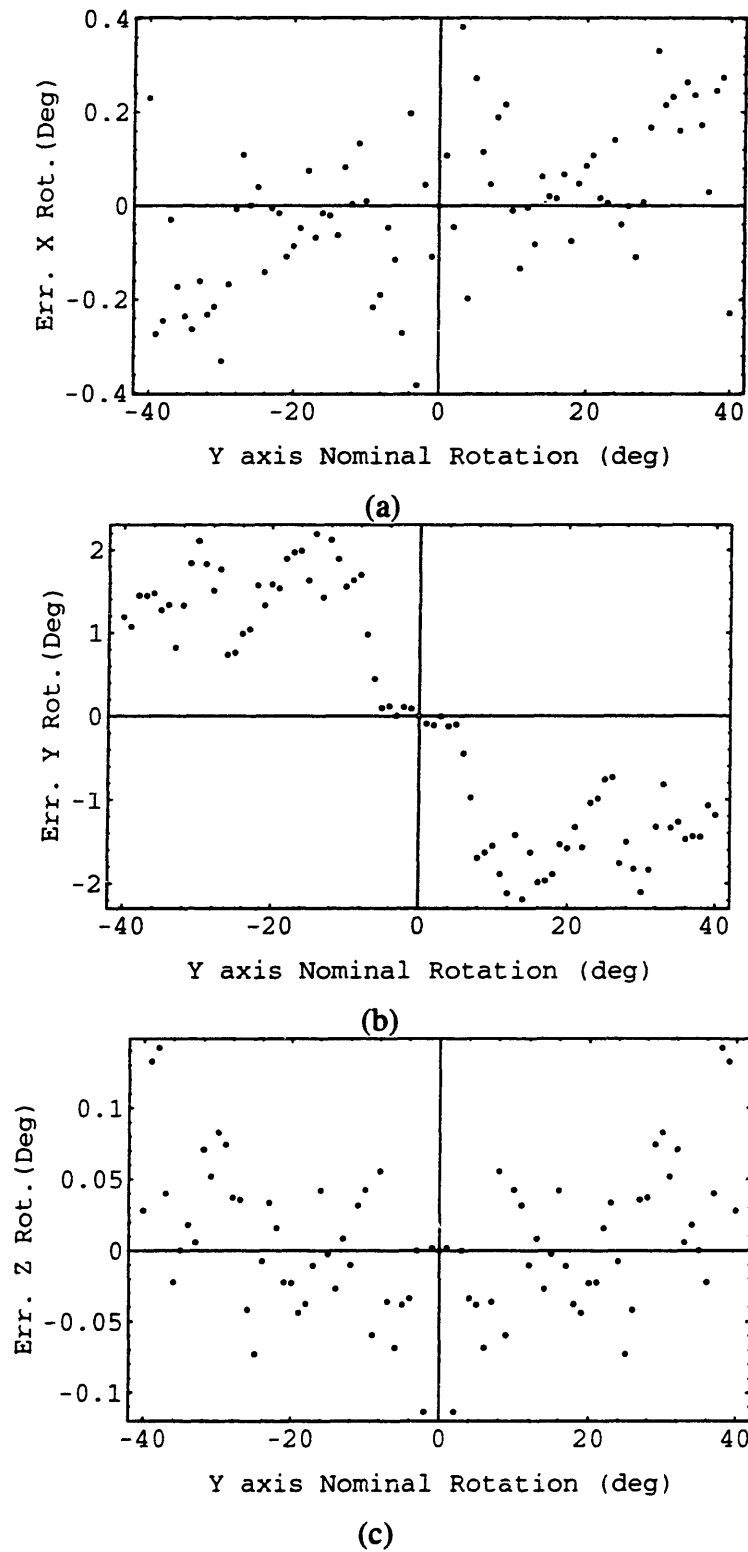 0.4
0.2
0
-0.2
-0.4
Err. X Rot.(Deg)
-40 -20 0 20 40
Y axis Nominal Rotation (deg)
(a)
2
1
0
-1
-2
Err. Y Rot.(Deg)
-40 -20 0 20 40
Y axis Nominal Rotation (deg)
(b)
0.1
0.05
0
-0.05
-0.1
Err. Z Rot.(Deg)
-40 -20 0 20 40
Y axis Nominal Rotation (deg)
(c)